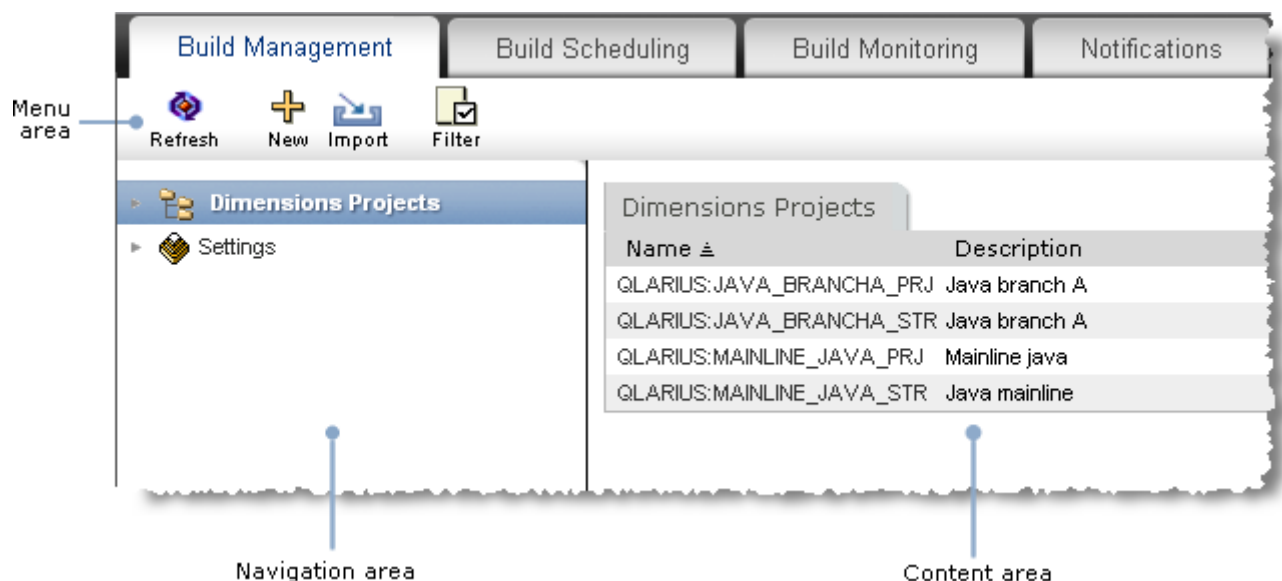 Build Management
Build Scheduling
Build Monitoring
Notifications
Menu area
Refresh
New
Import
Filter
Dimensions Projects
Settings
Dimensions Projects
Name Description
QLARIUS:JAVA_BRANCHA_PRJ Java branch A
QLARIUS:JAVA_BRANCHA_STR Java branch A
QLARIUS:MAINLINE_JAVA_PRJ Mainline java
QLARIUS:MAINLINE_JAVA_STR Java mainline
Navigation area
Content area